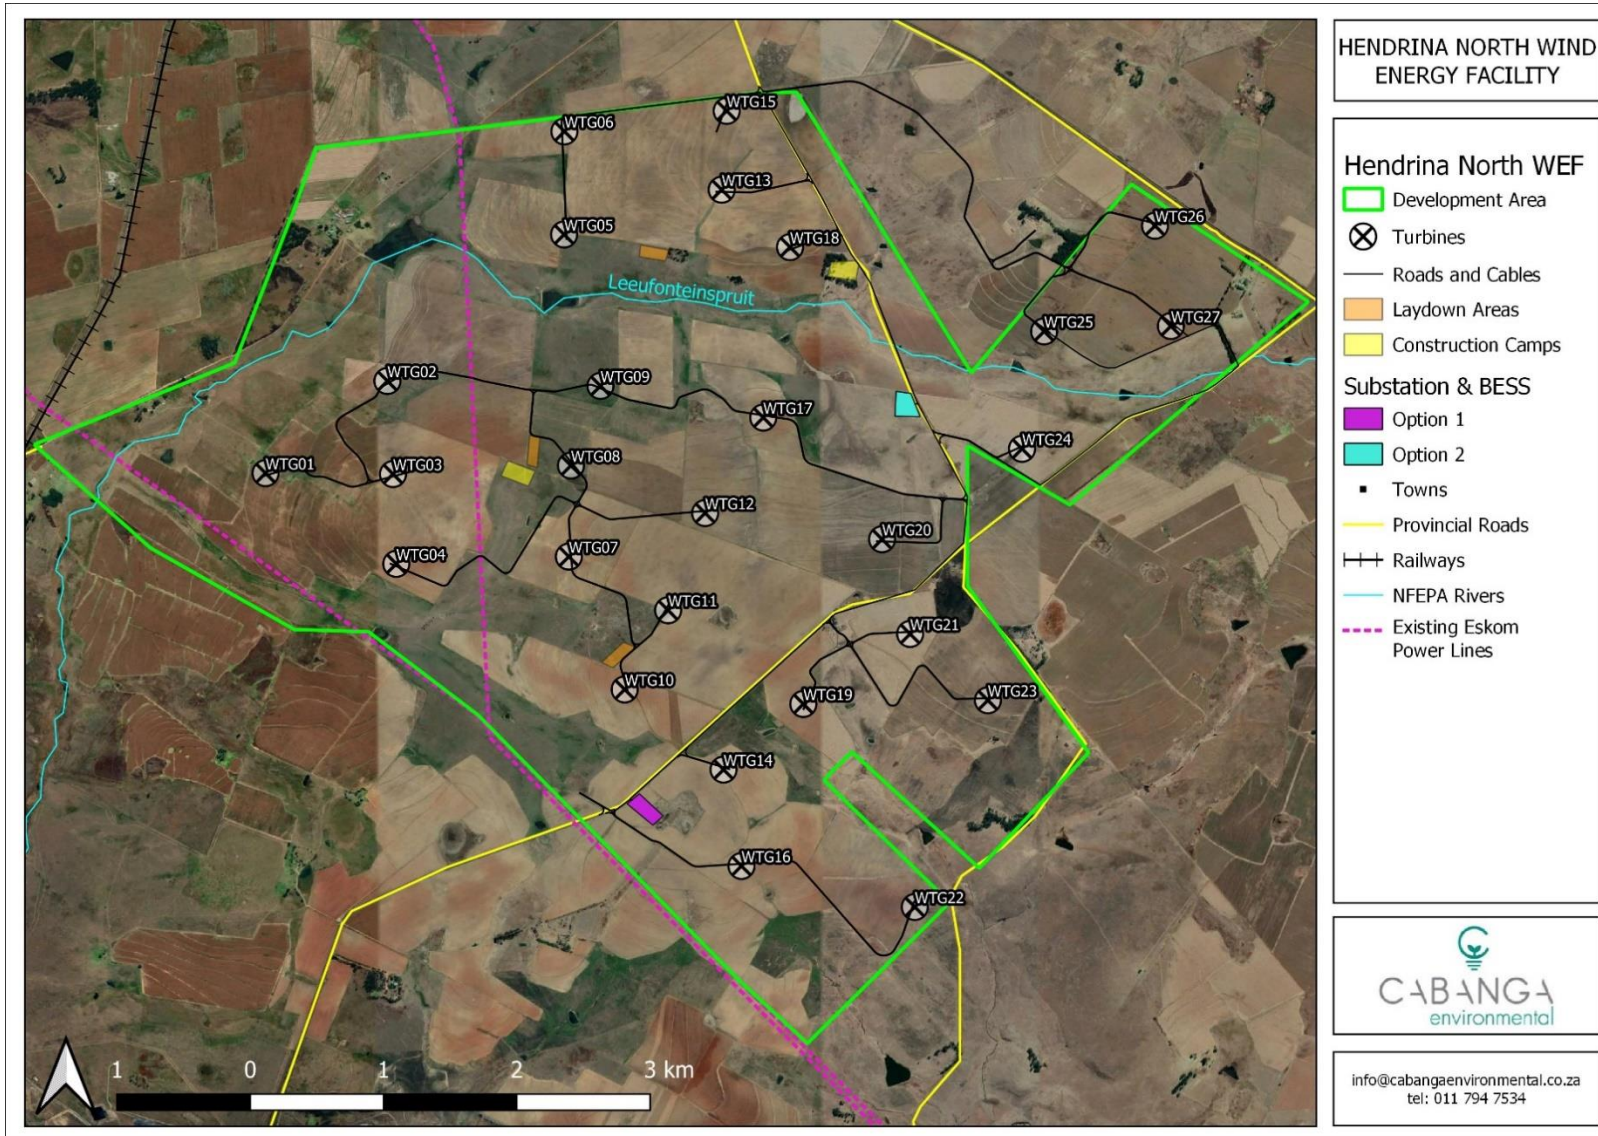 HENDRINA NORTH WIND
ENERGY FACILITY
Hendrina North WEF
Development Area
Turbines
Roads and Cables
Laydown Areas
Construction Camps
Substation & BESS
Option 1
Option 2
Towns
Provincial Roads
Railways
NFEPA Rivers
Existing Eskom
Power Lines
CABANGA
environmental
info@cabangaenvironmental.co.za
tel: 011 794 7534
WTG15
WTG06
WTG13
WTG26
WTG05
WTG18
Leeufonteinspruit
WTG25
WTG27
WTG02
WTG09
WTG17
WTG24
WTG01
WTG03
WTG08
WTG12
WTG20
WTG04
WTG07
WTG11
WTG21
WTG10
WTG19
WTG23
WTG14
WTG16
WTG22
1 0 1 2 3 km